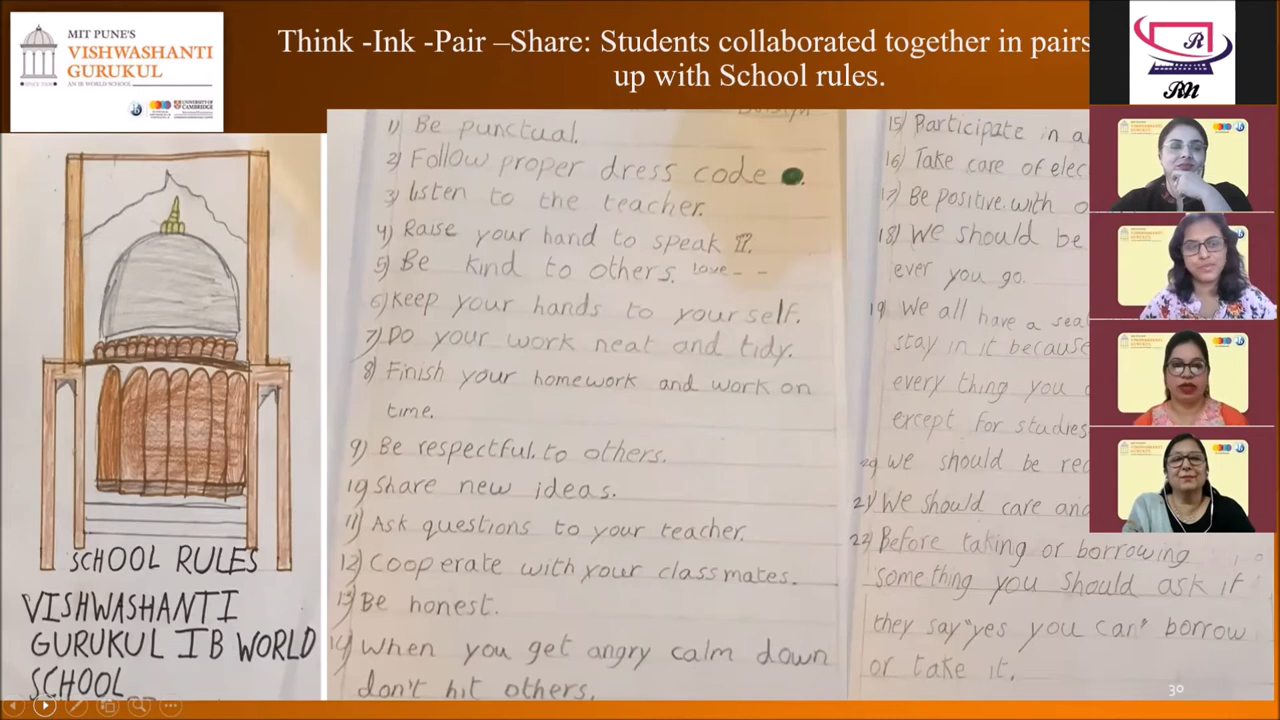 MIT PUNE'S
VISHWASHANTI
GURUKUL
AN IB WORLD SCHOOL
Think -Ink -Pair –Share: Students collaborated together in pairs
up with School rules.
R
RN
SCHOOL RULES
VISHWASHANTI
GURUKUL IB WORLD
SCHOOL
1) Be punctual.
2) Follow proper dress code
3) listen to the teacher.
4) Raise your hand to speak
5) Be kind to others. Love
6) Keep your hands to yourself.
7) Do your work neat and tidy.
8) Finish your homework and work on
time.
9) Be respectful. to others.
10) Share new ideas.
11) Ask questions to your teacher.
12) Cooperate with your classmates.
13) Be honest.
14) When you get angry calm down
don't hit others.
15) Participate in
16) Take care of
17) Be positive with
18) We should be
ever you go.
19) We all have a
stay in it because
every thing you
except for studies
20) we should be
21) We should care
22) Before taking or borrowing
something you should ask if
they say "yes you can" borrow
or take it.
30